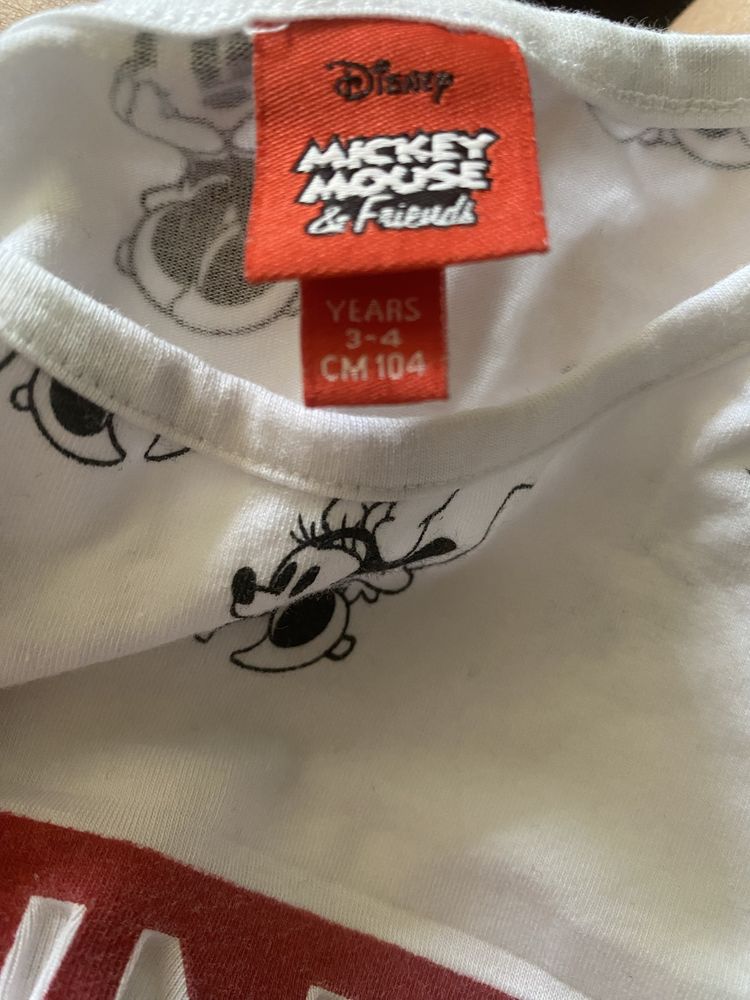 Disney
MICKEY
MOUSE
& Friends
YEARS
3-4
CM 104